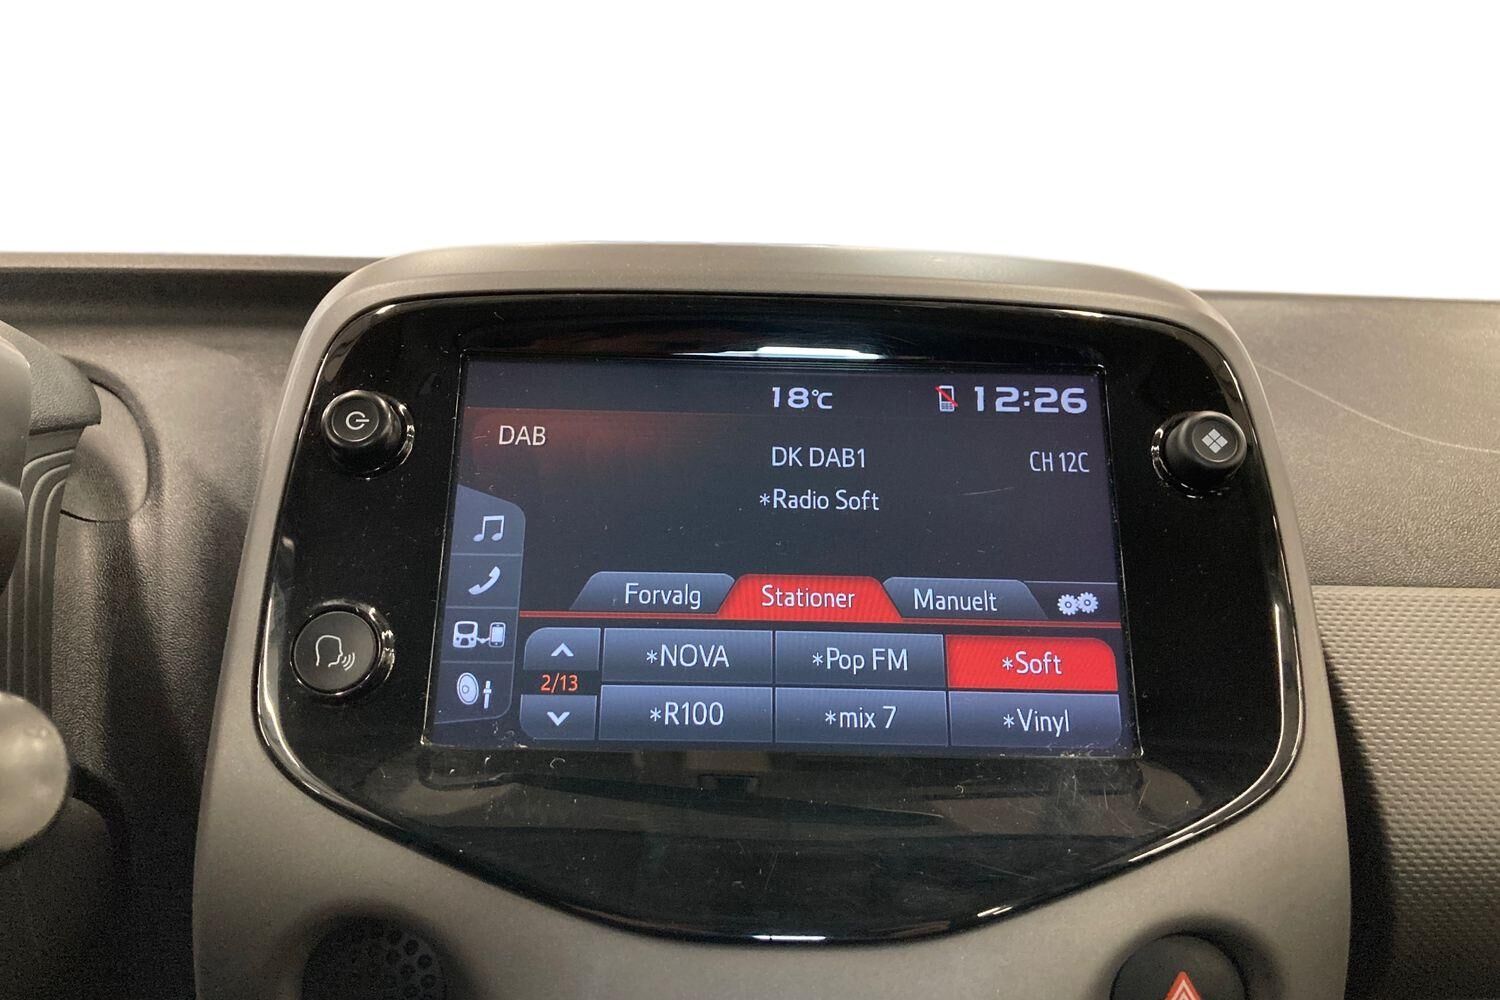 18°C 12:26
DAB
DK DAB1 CH 12C
*Radio Soft
Forvalg Stationer Manuelt
*NOVA *Pop FM *Soft
2/13
*R100 *mix 7 *Vinyl